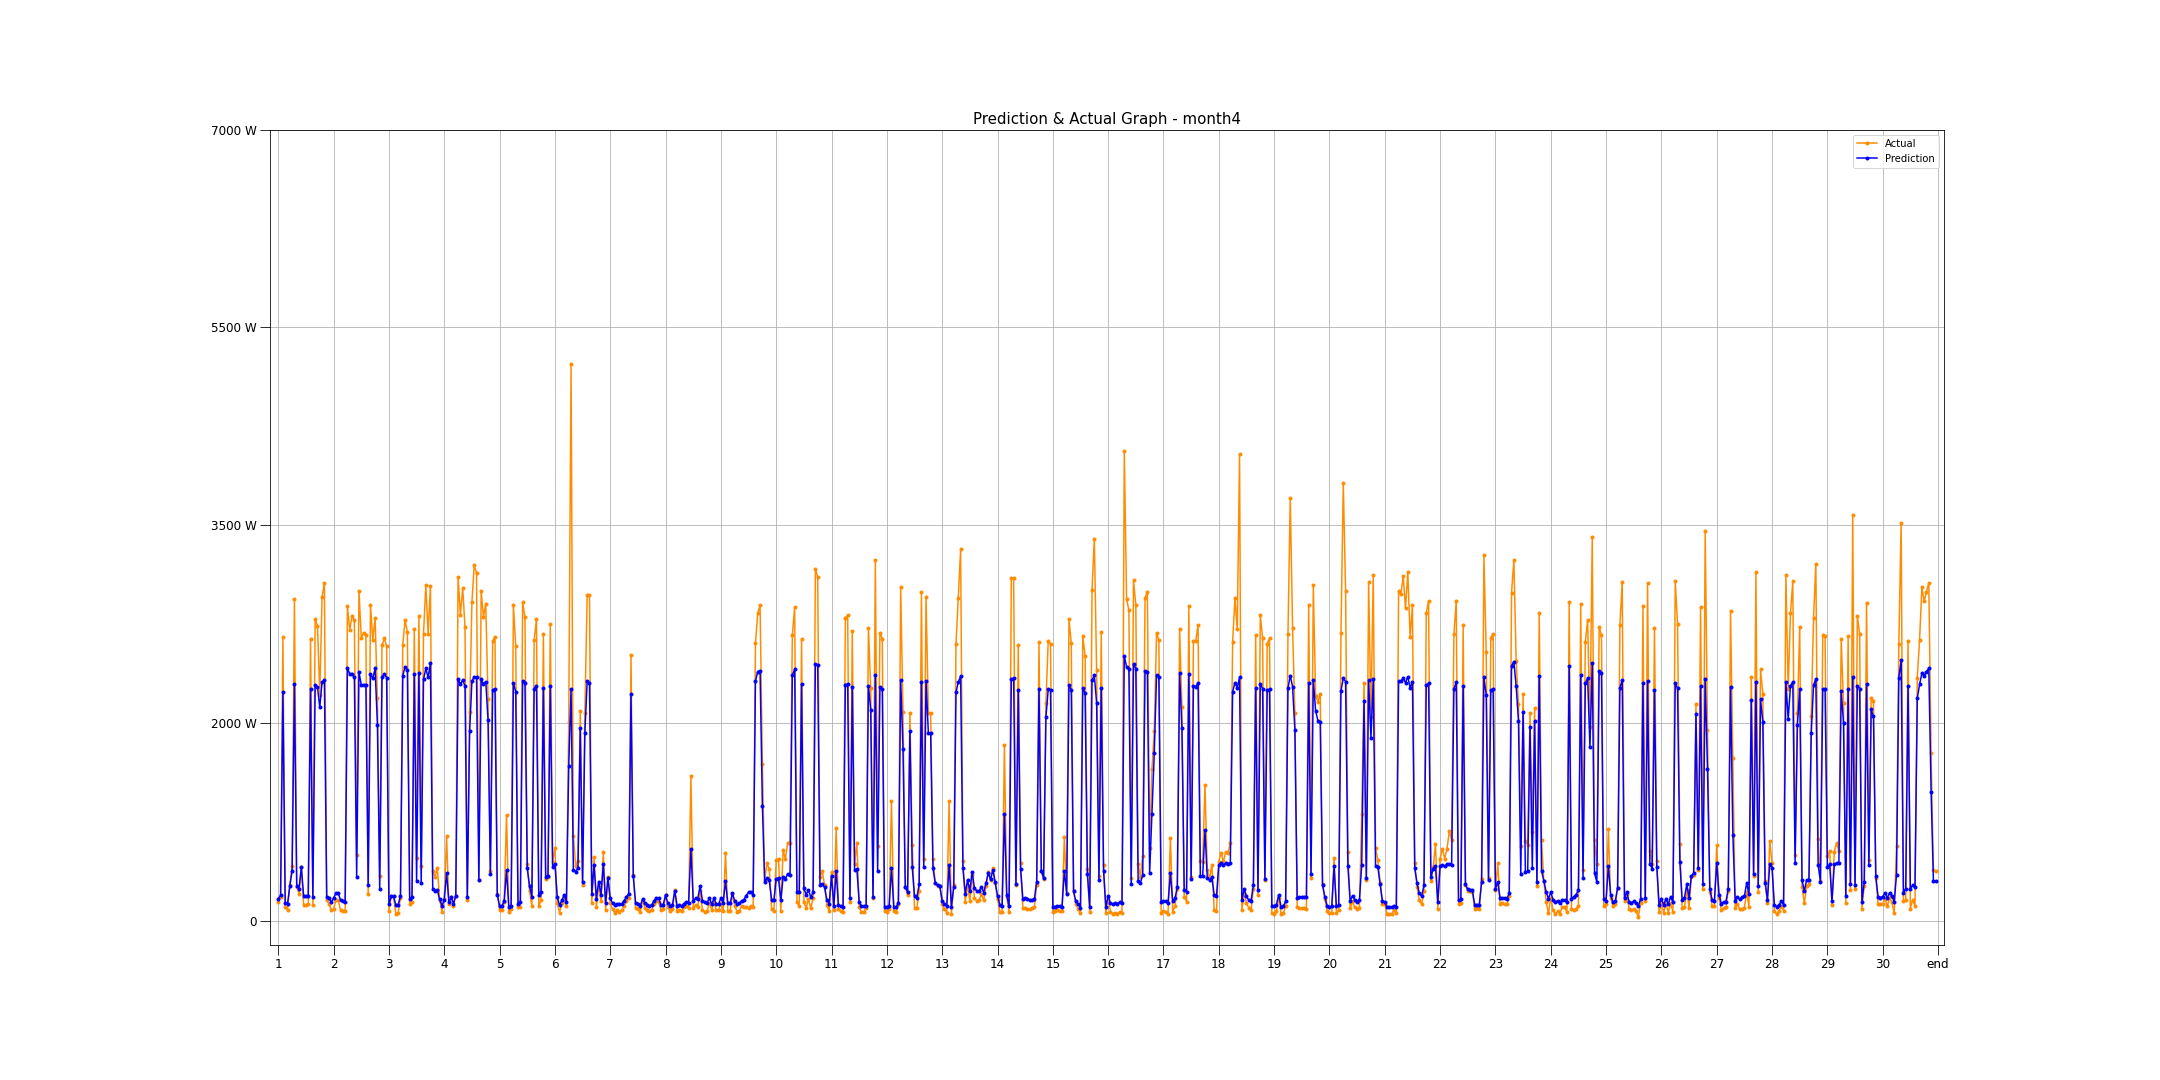 Prediction & Actual Graph - month4
7000 W
5500 W
3500 W
2000 W
0
Actual
Prediction
1 2 3 4 5 6 7 8 9 10 11 12 13 14 15 16 17 18 19 20 21 22 23 24 25 26 27 28 29 30 end